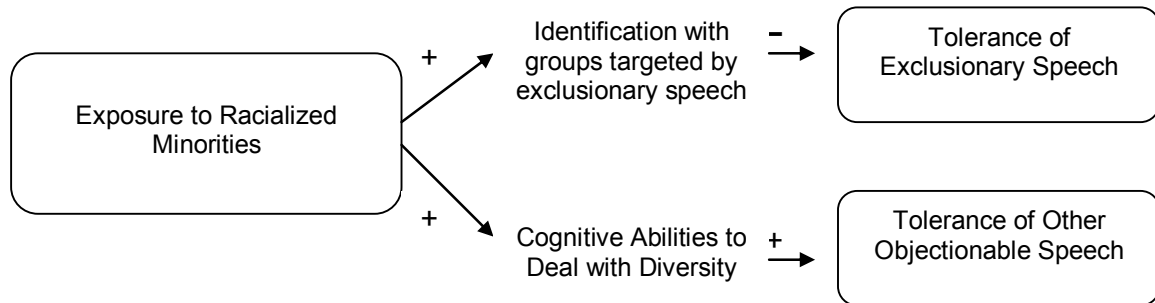 Exposure to Racialized
Minorities
+
Identification with
groups targeted by
exclusionary speech
–
Tolerance of
Exclusionary Speech
+
Cognitive Abilities to
Deal with Diversity
+
Tolerance of Other
Objectionable Speech